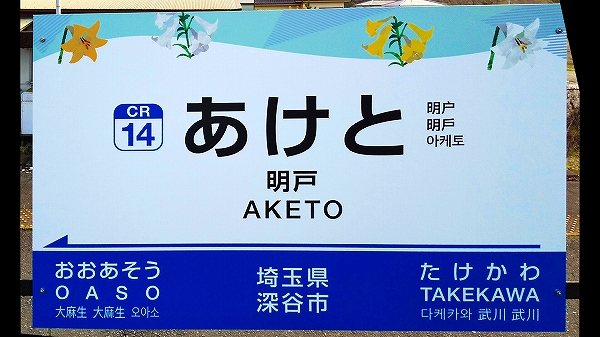 CR
14
あけと
明户
明戶
아케토
明戸
AKETO
おおあそう
OASO
大麻生 大麻生 오아소
埼玉県
深谷市
たけかわ
TAKEKAWA
다케카와 武川 武川